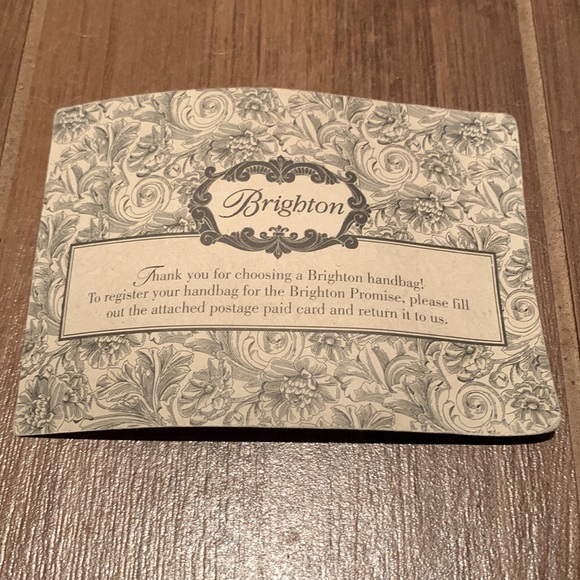 Brighton
Thank you for choosing a Brighton handbag!
To register your handbag for the Brighton Promise, please fill
out the attached postage paid card and return it to us.